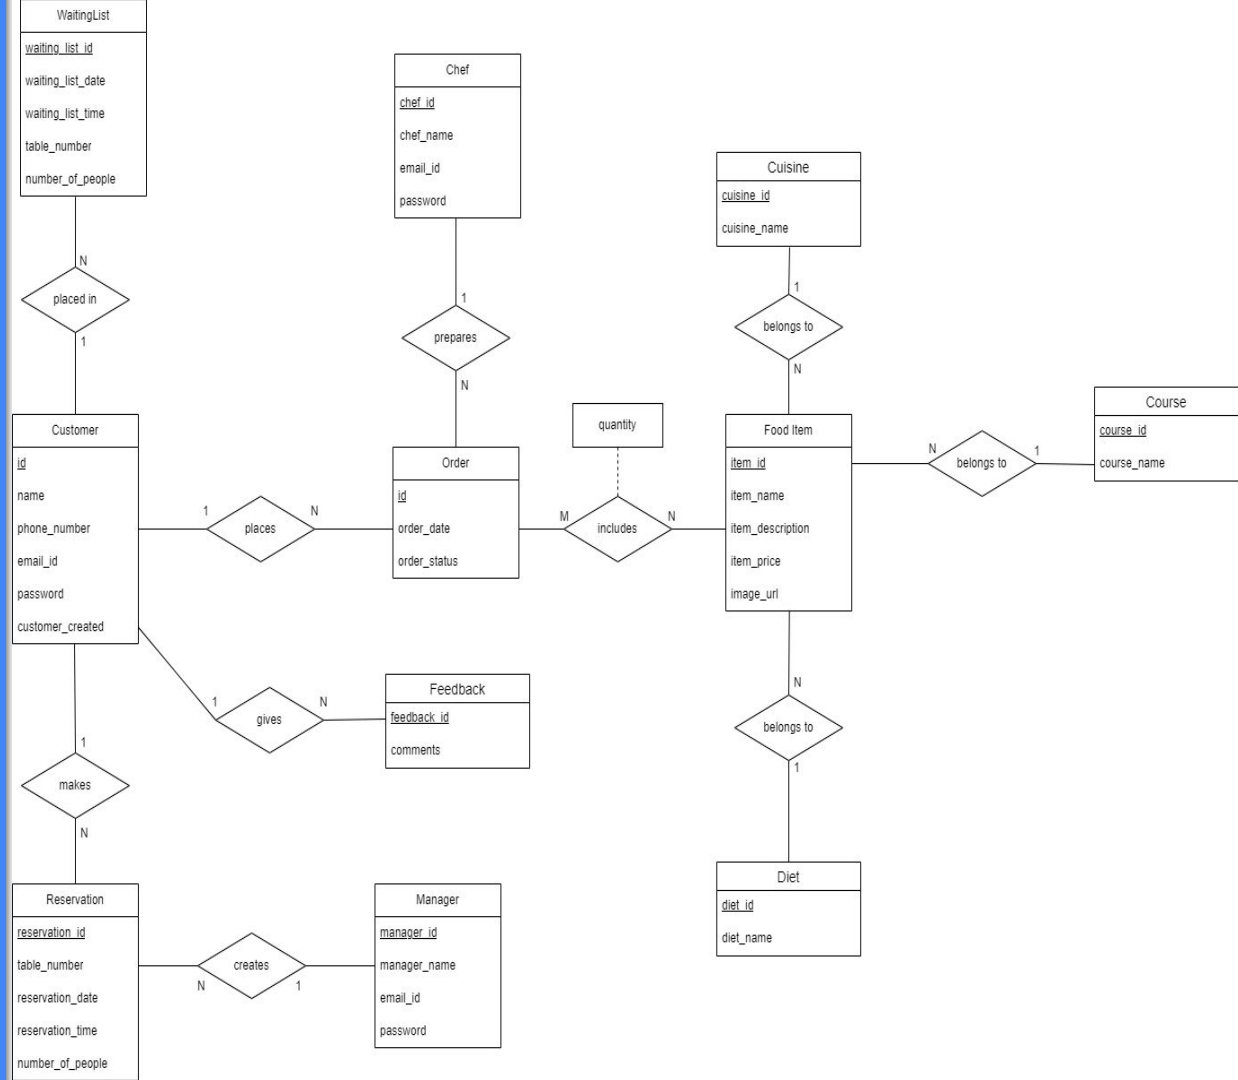 WaitingList
waiting_list_id
waiting_list_date
waiting_list_time
table_number
number_of_people
N
placed in
1
Chef
chef_id
chef_name
email_id
password
1
prepares
N
Cuisine
cuisine_id
cuisine_name
1
belongs to
N
Customer
id
name
phone_number
email_id
password
customer_created
1
places
N
Order
id
order_date
order_status
quantity
M
includes
N
Food Item
item_id
item_name
item_description
item_price
image_url
N
belongs to
1
Course
course_id
course_name
1
gives
N
Feedback
feedback_id
comments
N
belongs to
1
Diet
diet_id
diet_name
1
makes
N
Reservation
reservation_id
table_number
reservation_date
reservation_time
number_of_people
N
creates
1
Manager
manager_id
manager_name
email_id
password